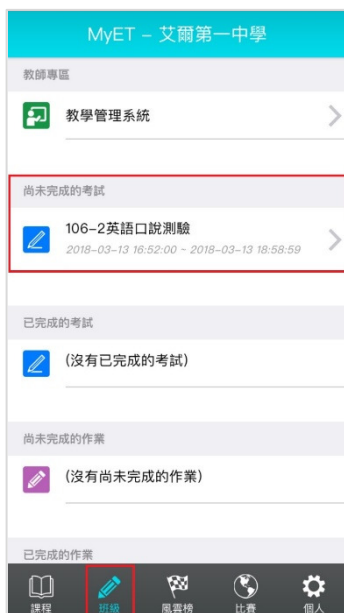 MyET – 艾爾第一中學
教師專區
教學管理系統
尚未完成的考試
106–2英語口說測驗
2018–03–13 16:52:00 ~ 2018–03–13 18:58:59
已完成的考試
(沒有已完成的考試)
尚未完成的作業
(沒有尚未完成的作業)
已完成的作業
課程 班級 風雲榜 比賽 個人